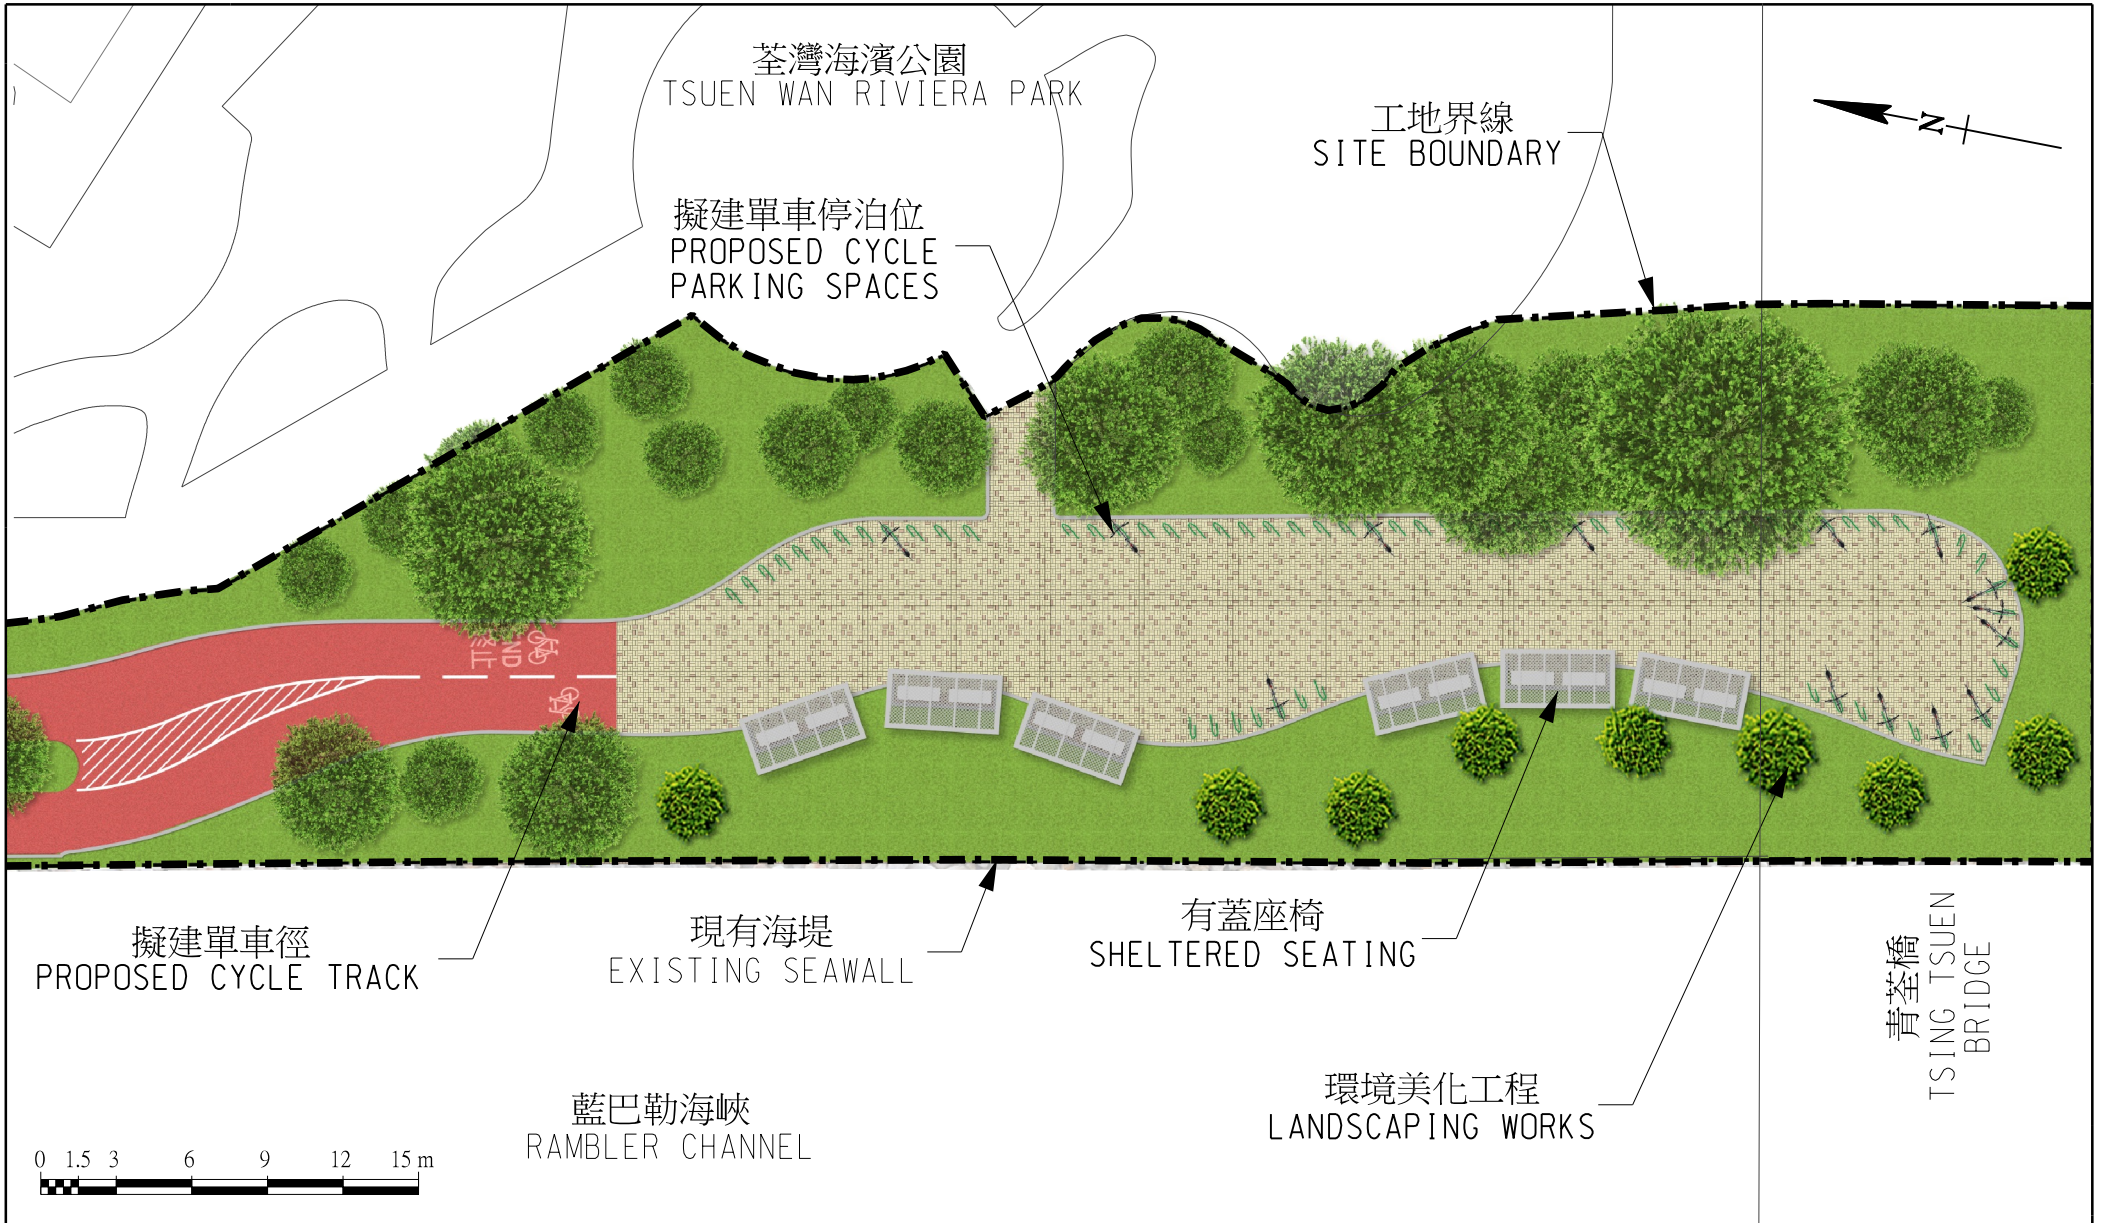 荃灣海濱公園
TSUEN WAN RIVIERA PARK
工地界線
SITE BOUNDARY
N
擬建單車停泊位
PROPOSED CYCLE
PARKING SPACES
END
終止
擬建單車徑
PROPOSED CYCLE TRACK
現有海堤
EXISTING SEAWALL
有蓋座椅
SHELTERED SEATING
環境美化工程
LANDSCAPING WORKS
青荃橋
TSING TSUEN
BRIDGE
藍巴勒海峽
RAMBLER CHANNEL
0 1.5 3 6 9 12 15 m